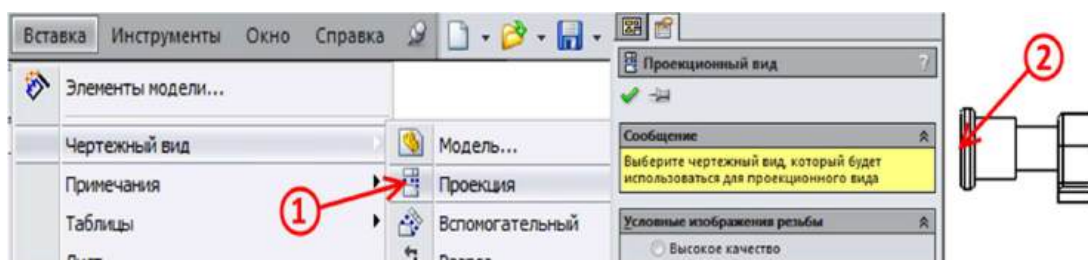 Вставка Инструменты Окно Справка
Элементы модели...
Чертежный вид
Примечания
Таблицы
Модель...
Проекция
Вспомогательный
1
Проекционный вид ?
Сообщение
Выберите чертежный вид, который будет
использоваться для проекционного вида
Условные изображения резьбы
Высокое качество
2